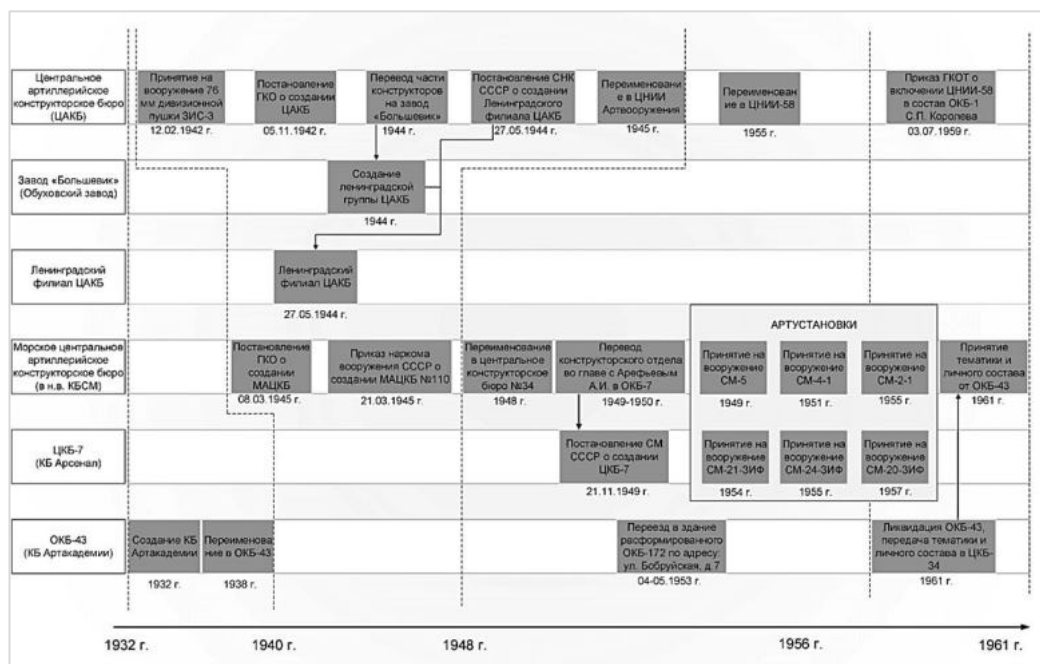 Центральное
артиллерийское
конструкторское бюро
(ЦАКБ)
Принятие на
вооружение 76
мм дивизионной
пушки ЗИС-3
12.02.1942 г.
Постановление
ГКО о создании
ЦАКБ
05.11.1942 г.
Перевод части
конструкторов
на завод
«Большевик»
1944 г.
Постановление СНК
СССР о создании
Ленинградского
филиала ЦАКБ
27.05.1944 г.
Переименование
е в ЦНИИ
Артвооружения
1945 г.
Переименован
ие в ЦНИИ-58
1955 г.
Приказ ГКОТ о
включении ЦНИИ-58
в состав ОКБ-1
С.П. Королева
03.07.1959 г.
Завод «Большевик»
(Обуховский завод)
Создание
ленинградской
группы ЦАКБ
1944 г.
Ленинградский
филиал ЦАКБ
Ленинградский
филиал ЦАКБ
27.05.1944 г.
Морское центральное
артиллерийское
конструкторское бюро
(в н.в. КБСМ)
Постановление
ГКО о
создании
МАЦКБ
08.03.1945 г.
Приказ наркома
вооружения СССР о
создании МАЦКБ №110
21.03.1945 г.
Переименование
в центральное
конструкторское
бюро №34
1948 г.
Перевод
конструкторского отдела
во главе с Арефьевым
А.И. в ОКБ-7
1949-1950 г.
АРТУСТАНОВКИ
Принятие на
вооружение
СМ-5
1949 г.
Принятие на
вооружение
СМ-4-1
1951 г.
Принятие на
вооружение
СМ-2-1
1955 г.
Принятие
тематики и
личного состава
от ОКБ-43
1961 г.
ЦКБ-7
(КБ Арсенал)
Постановление СМ
СССР о создании
ЦКБ-7
21.11.1949 г.
Принятие на
вооружение
СМ-21-ЗИФ
1954 г.
Принятие на
вооружение
СМ-24-ЗИФ
1955 г.
Принятие на
вооружение
СМ-20-ЗИФ
1957 г.
ОКБ-43
(КБ Артакадемии)
Создание КБ
Артакадемии
1932 г.
Переименова
ние в ОКБ-43
1938 г.
Переезд в здание
расформированного
ОКБ-172 по адресу:
ул. Бобруйская, д.7
04-05.1953 г.
Ликвидация ОКБ-43,
передача тематики и
личного состава в ЦКБ-
34
1961 г.
1932 г.
1940 г.
1948 г.
1956 г.
1961 г.